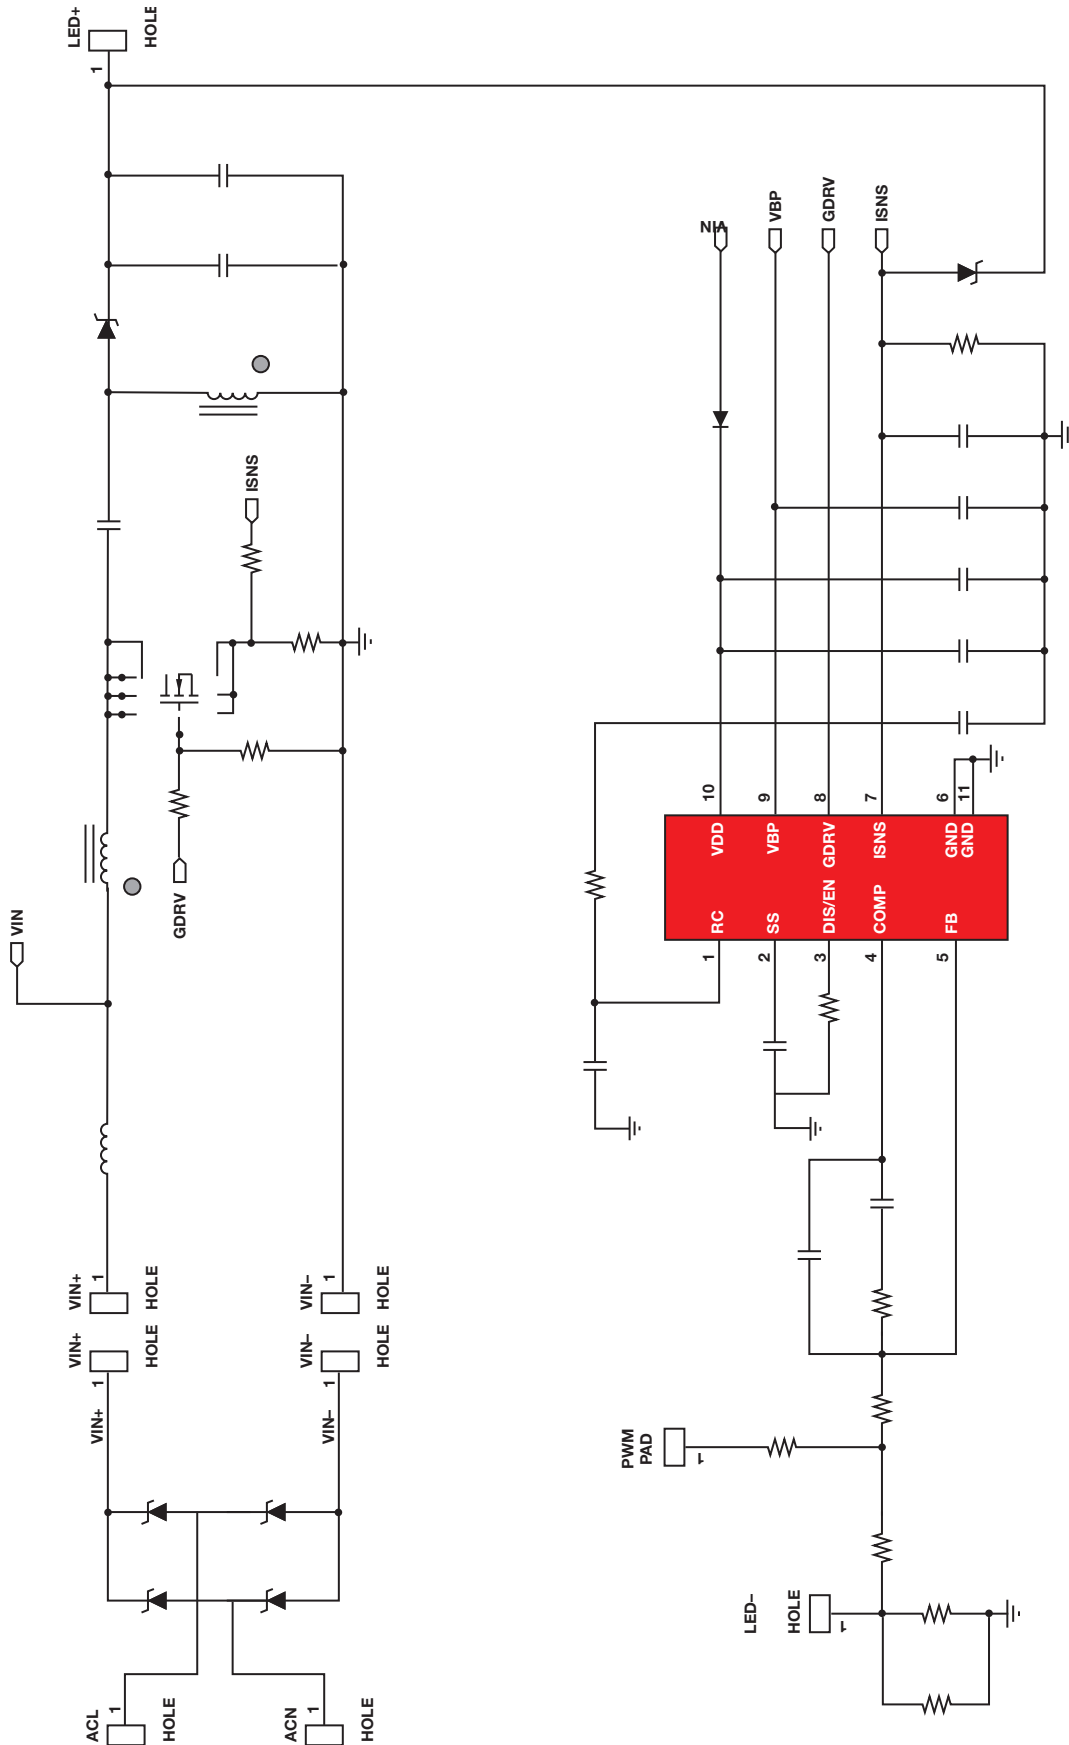 LED+
HOLE
1
VIN
VBP
GDRV
ISNS
ISNS
GDRV
VIN
10
9
8
7
6
11
VDD
VBP
GDRV
ISNS
GND
GND
RC
SS
DIS/EN
COMP
FB
1
2
3
4
5
VIN+
1
HOLE
VIN–
1
HOLE
VIN+
1
HOLE
VIN–
1
HOLE
VIN+
VIN–
PWM
PAD
1
LED–
HOLE
1
ACL
1
HOLE
ACN
1
HOLE